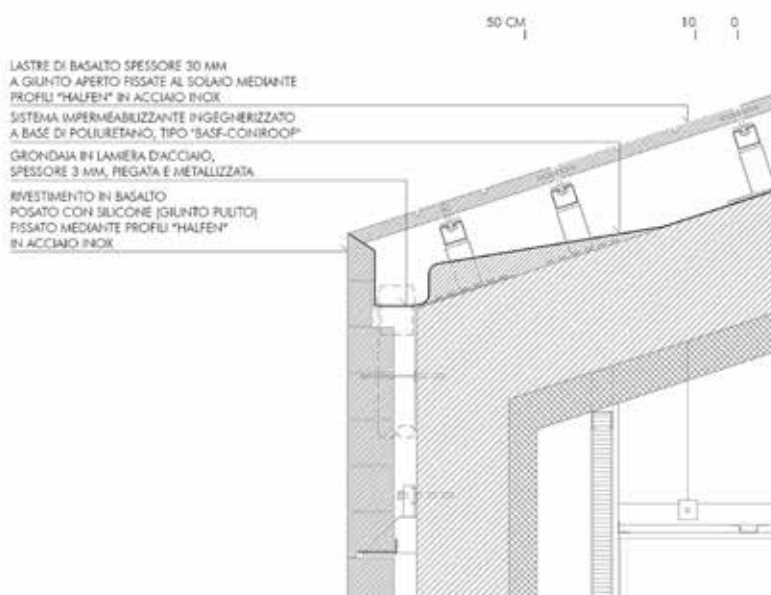 50 CM 10 0
LASTRE DI BASALTO SPESSORE 30 MM
A GIUNTO APERTO FISSATE AL SOLAIO MEDIANTE
PROFILI "HALFEN" IN ACCIAIO INOX
SISTEMA IMPERMEABILIZZANTE INGEGNERIZZATO
A BASE DI POLIURETANO, TIPO "BASF-CONIROOF"
GRONDAIA IN LAMIERA D'ACCIAIO,
SPESSORE 3 MM, PIEGATA E METALLIZZATA
RIVESTIMENTO IN BASALTO
POSATO CON SILICONE (GIUNTO PULITO)
FISSATO MEDIANTE PROFILI "HALFEN"
IN ACCIAIO INOX